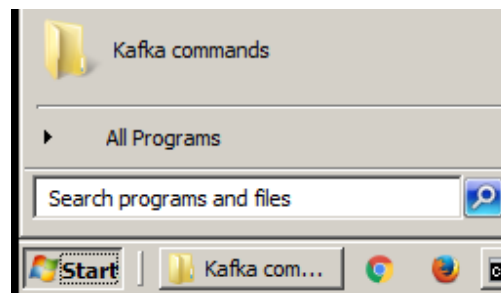 Kafka commands
All Programs
Search programs and files
Start
Kafka com...